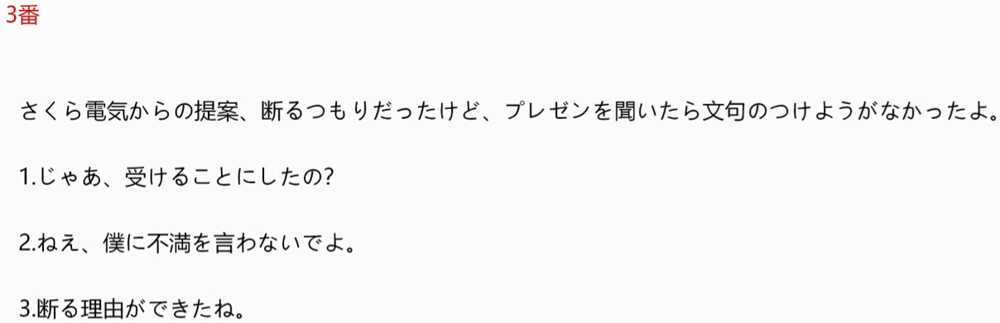 3番
さくら電気からの提案、断るつもりだったけど、プレゼンを聞いたら文句のつけようがなかったよ。
1.じゃあ、受けることにしたの?
2.ねえ、僕に不満を言わないでよ。
3.断る理由ができたね。